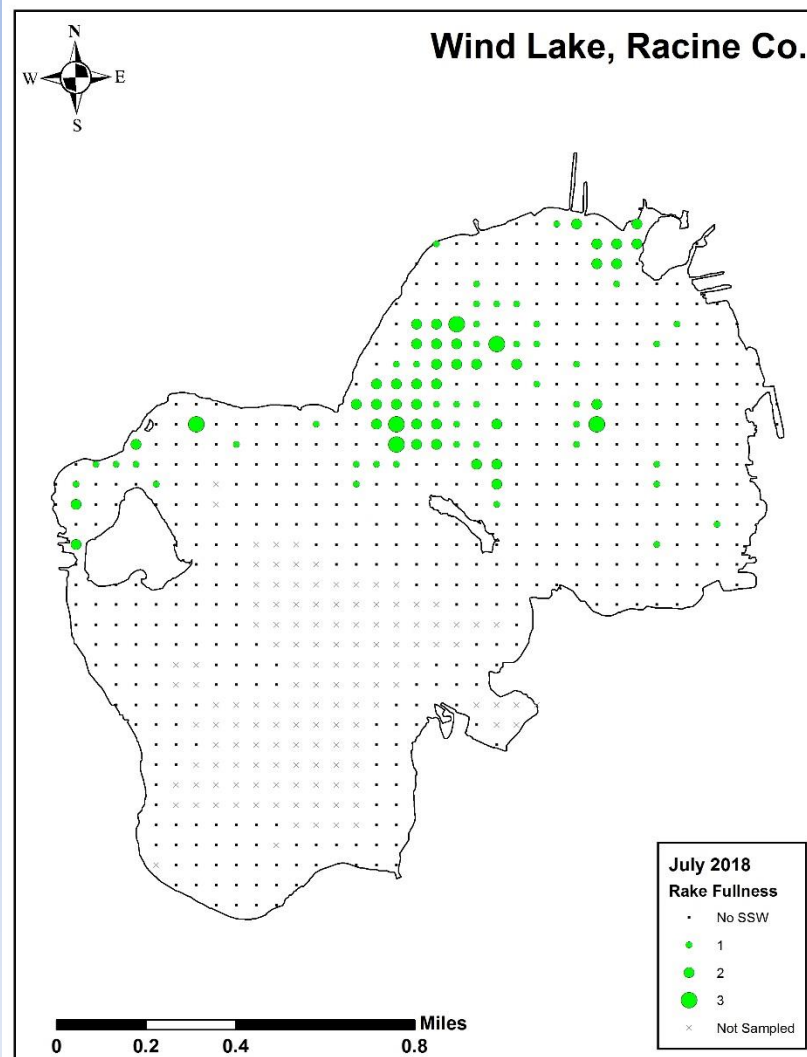 Wind Lake, Racine Co.
N
W E
S
July 2018
Rake Fullness
No SSW
1
2
3
Not Sampled
Miles
0 0.2 0.4 0.8